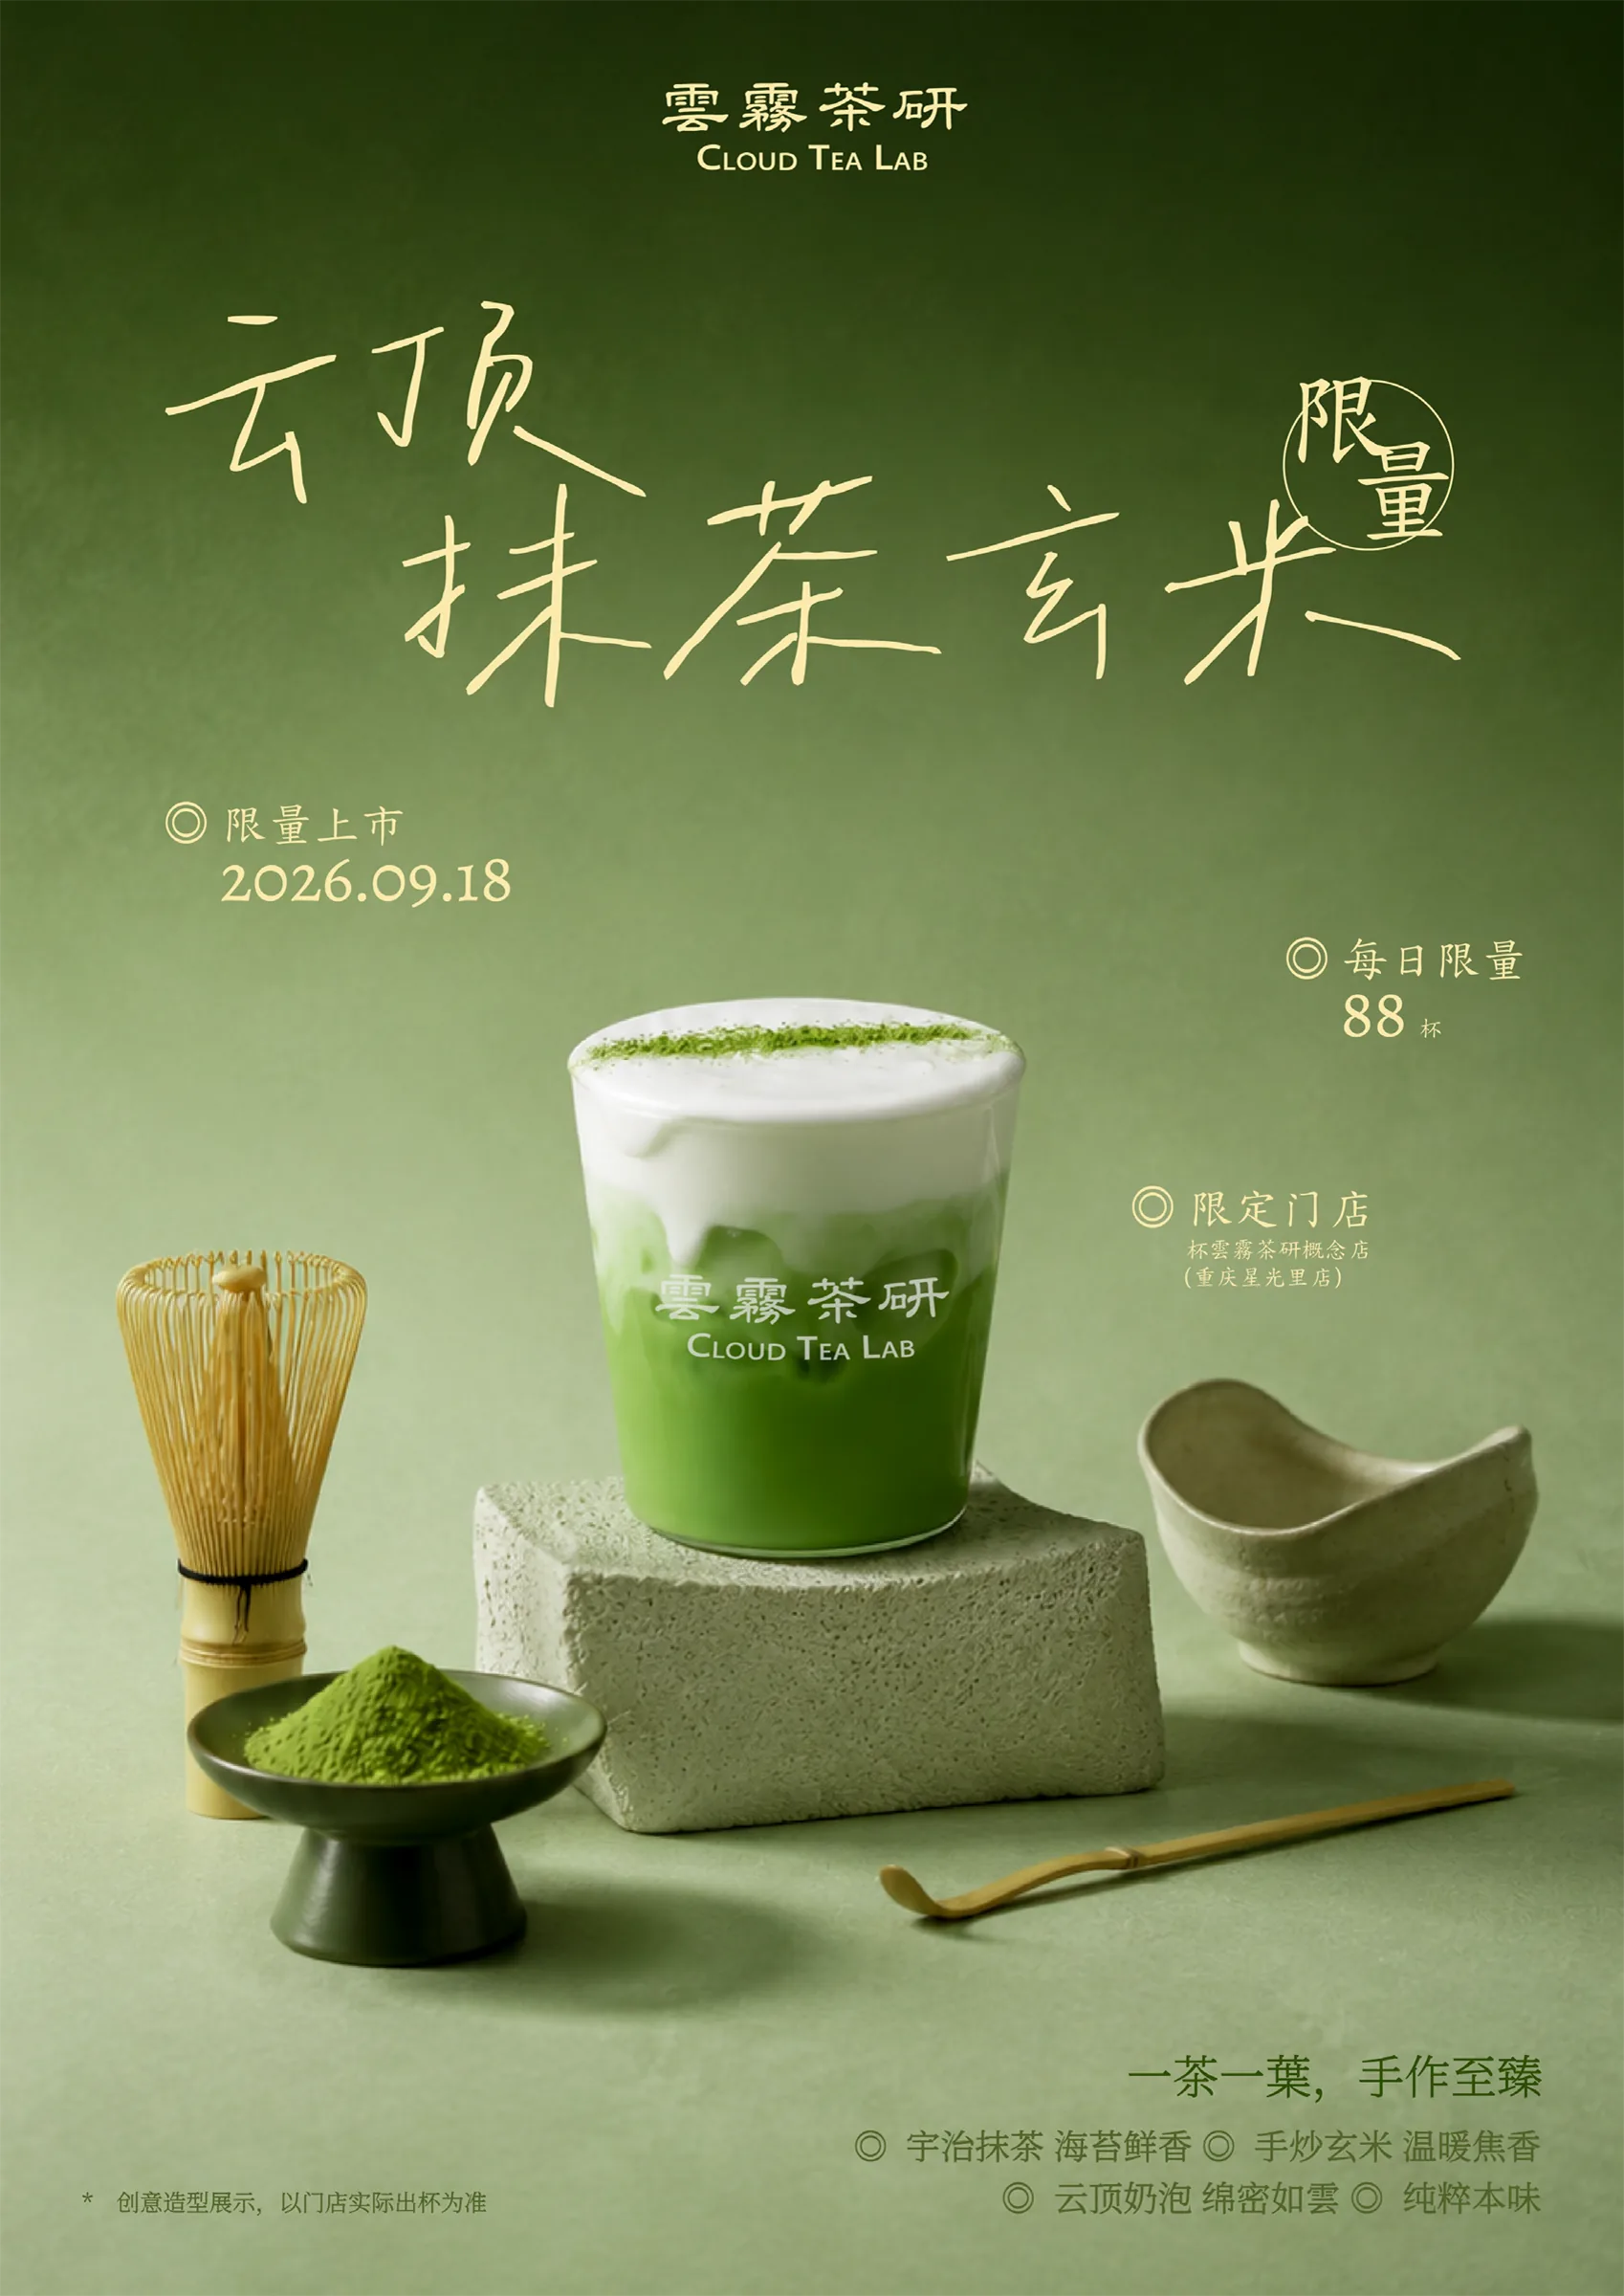 雲霧茶研
CLOUD TEA LAB
云顶
抹茶玄米
限量
◎ 限量上市
2026.09.18
◎ 每日限量
88 杯
◎ 限定门店
杯雲霧茶研概念店
(重庆星光里店)
雲霧茶研
CLOUD TEA LAB
一茶一葉，手作至臻
◎ 宇治抹茶 海苔鲜香 ◎ 手炒玄米 温暖焦香
◎ 云顶奶泡 绵密如雲 ◎ 纯粹本味
* 创意造型展示，以门店实际出杯为准